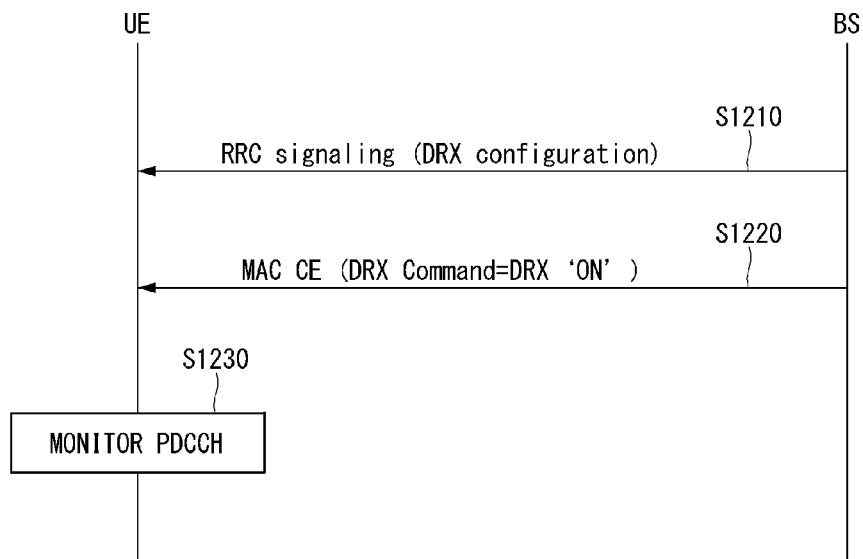 UE
BS
S1210
RRC signaling (DRX configuration)
S1220
MAC CE (DRX Command=DRX ‘ON’ )
S1230
MONITOR PDCCH